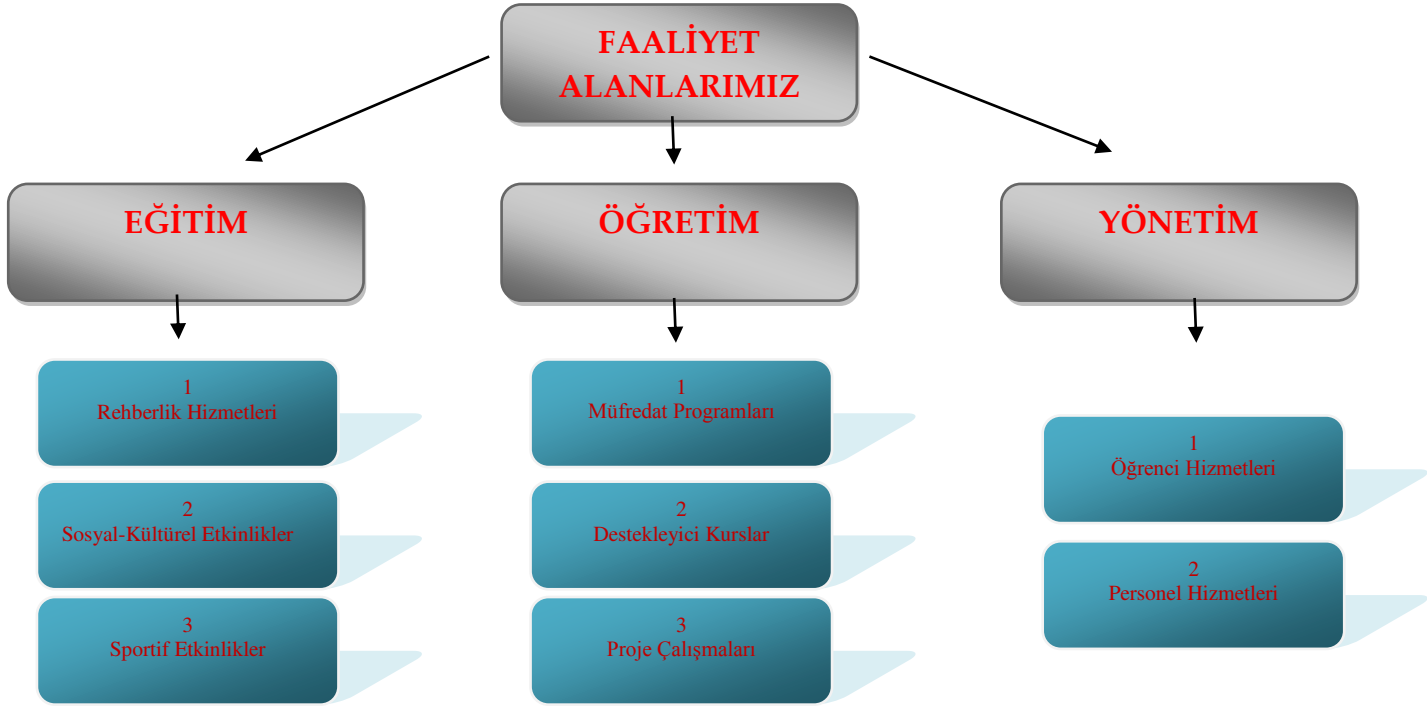 FAALİYET
ALANLARIMIZ
EĞİTİM
ÖĞRETİM
YÖNETİM
1
Rehberlik Hizmetleri
2
Sosyal-Kültürel Etkinlikler
3
Sportif Etkinlikler
1
Müfredat Programları
2
Destekleyici Kurslar
3
Proje Çalışmaları
1
Öğrenci Hizmetleri
2
Personel Hizmetleri